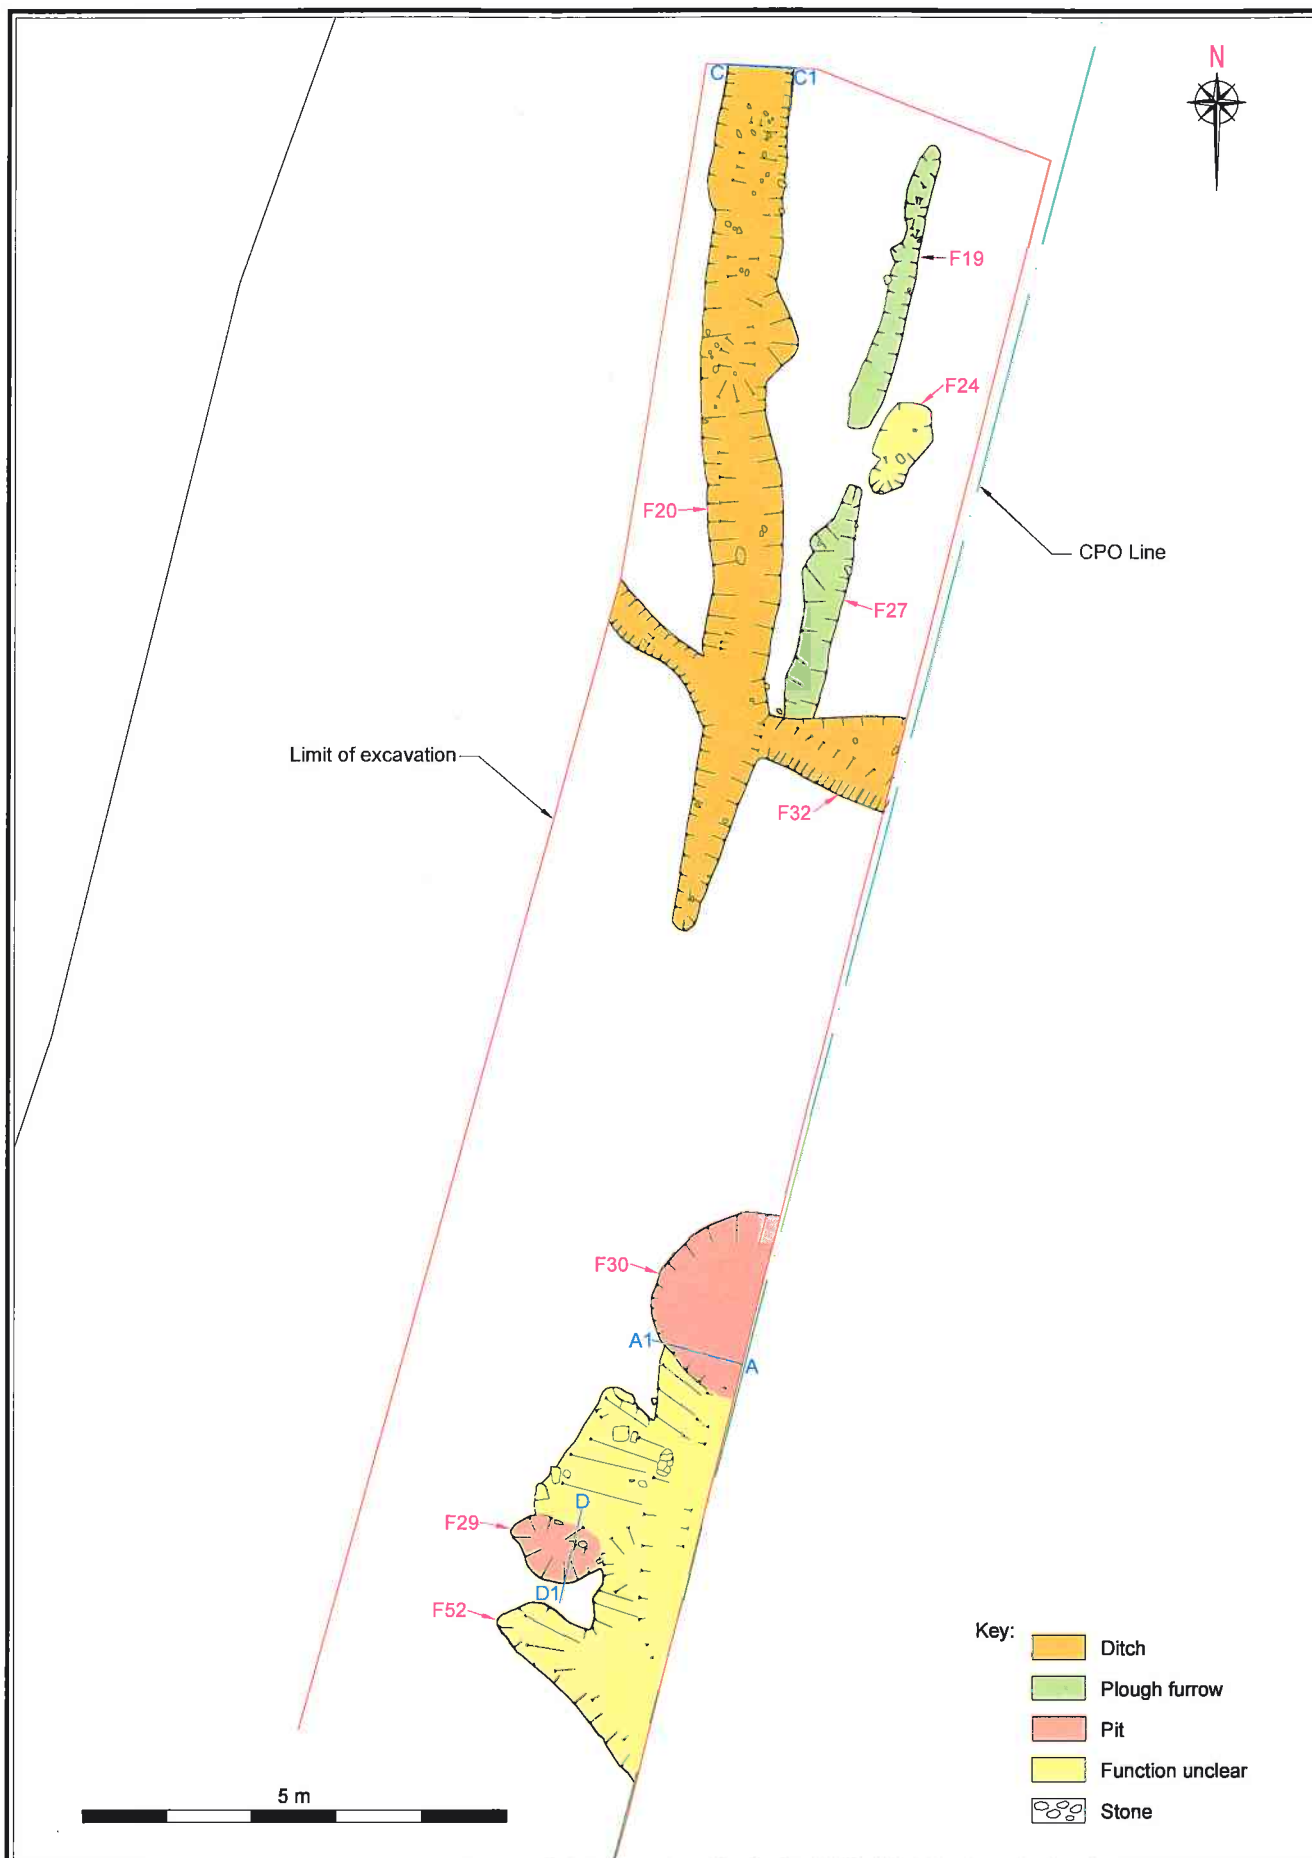 N
C C1
F19
F24
F20
CPO Line
F27
Limit of excavation
F32
F30
A1 A
D
F29
D1
F52
Key:
Ditch
Plough furrow
Pit
Function unclear
Stone
5 m